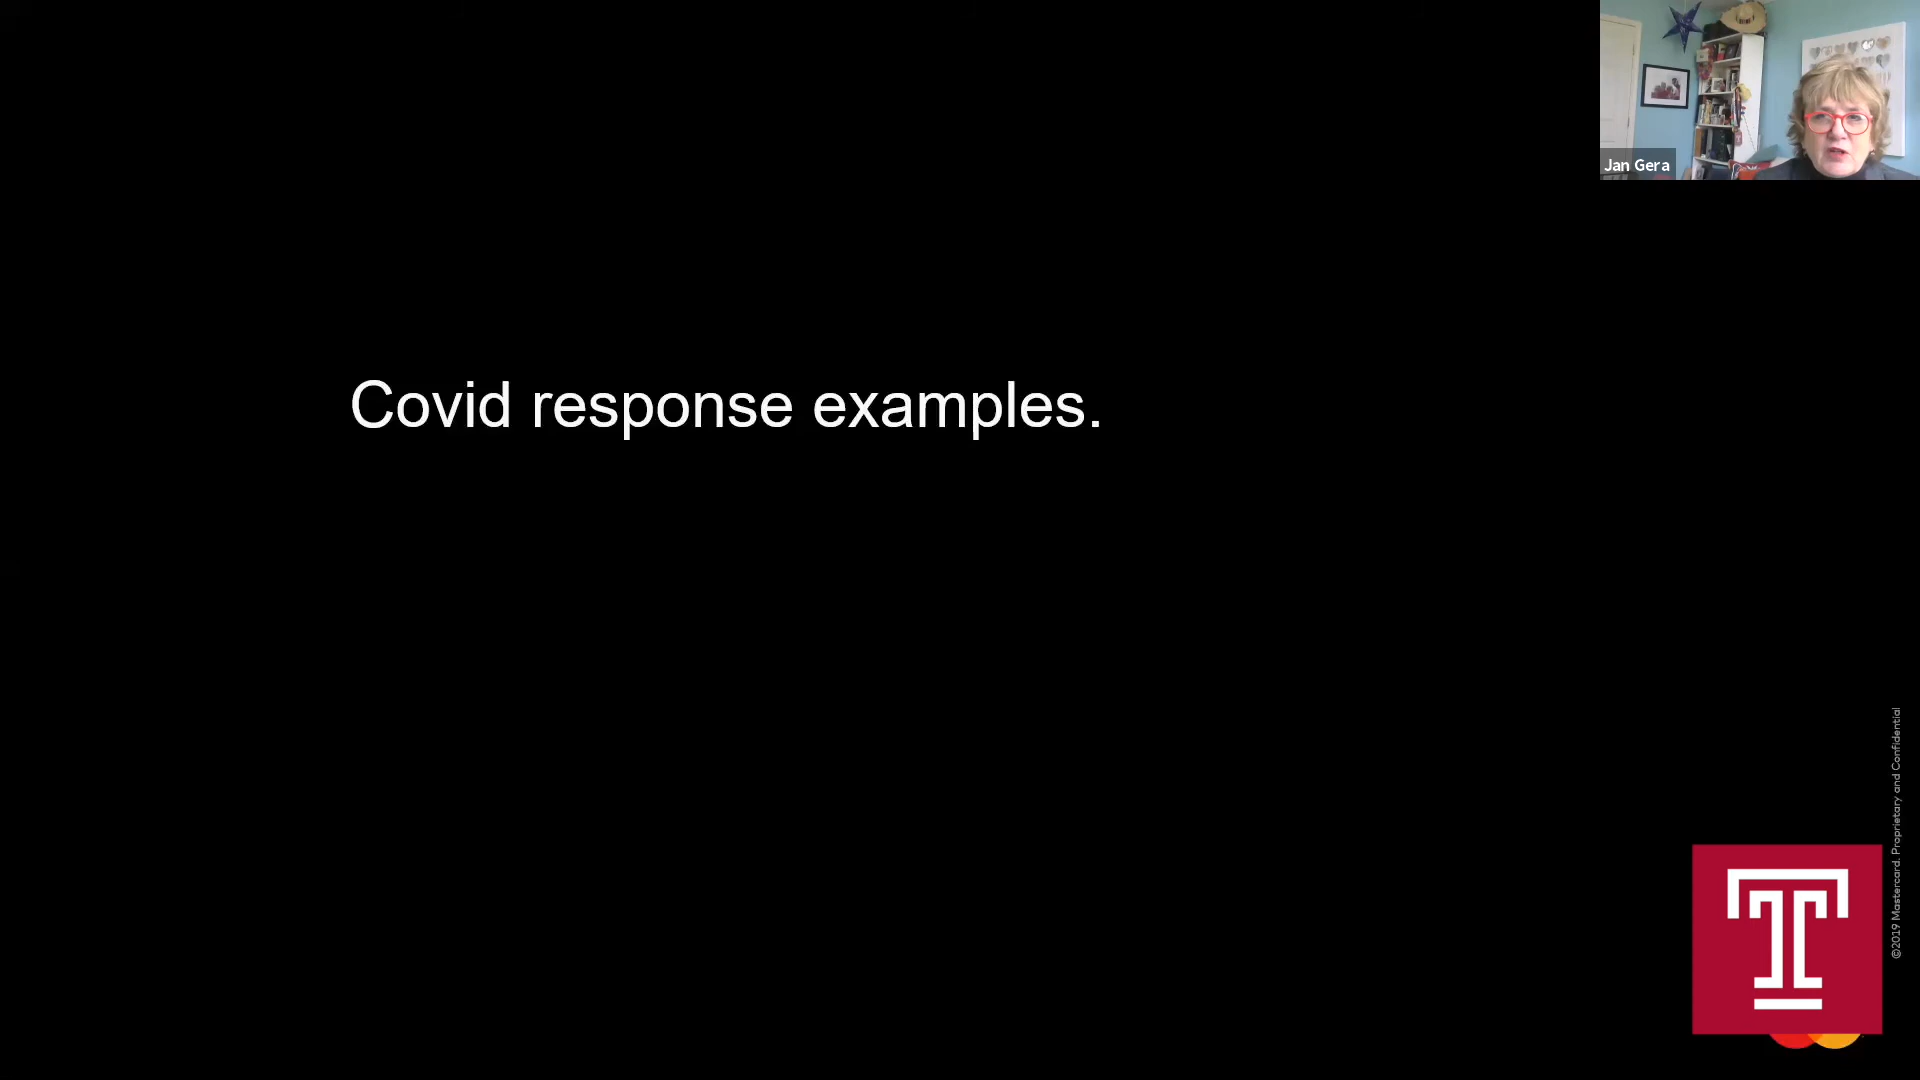 Jan Gera
Covid response examples.
©2019 Mastercard. Proprietary and Confidential